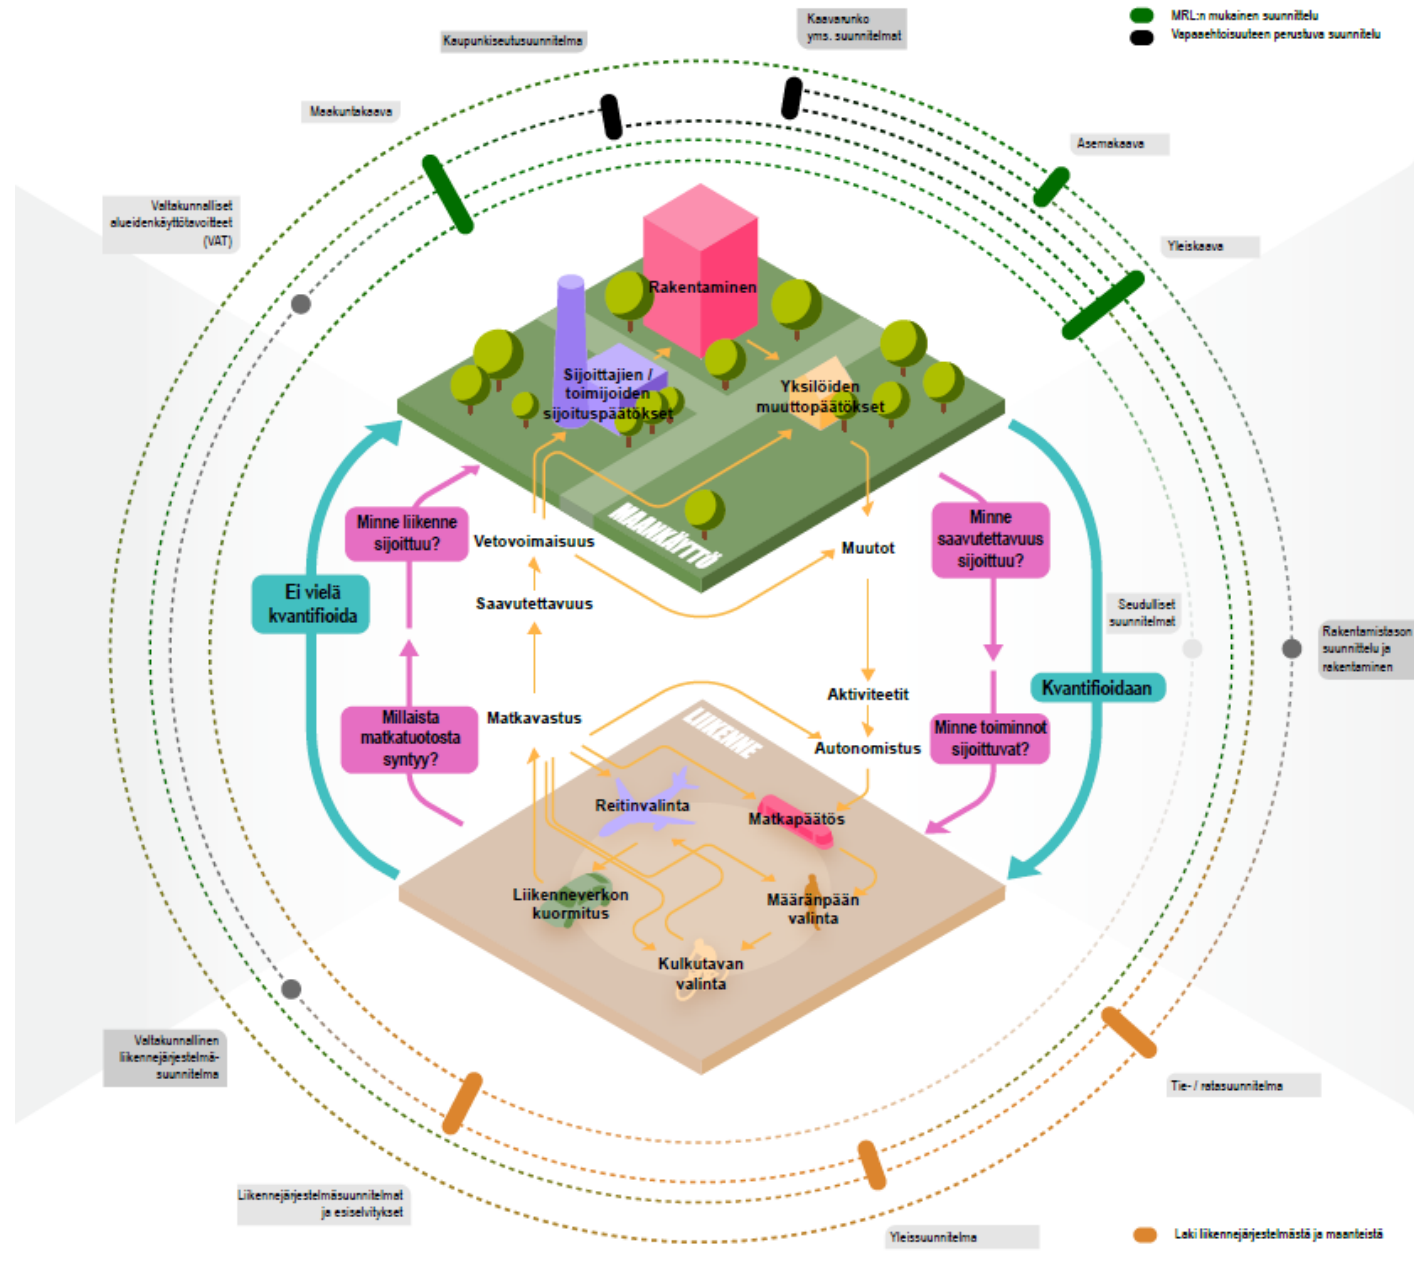 MRL:n mukainen suunnittelu
Vapaaehtoisuuteen perustuva suunnitelu
Kaavarunko
yms. suunnitelmat
Kaupunkiseutusuunnitelma
Maakuntakaava
Asemakaava
Valtakunnalliset
alueidenkäyttötavoitteet
(VAT)
Yleiskaava
Rakentaminen
Sijoittajien /
toimijoiden
sijoituspäätökset
Yksilöiden
muuttopäätökset
MAANKÄYTTÖ
Minne liikenne
sijoittuu?
Vetovoimaisuus
Muutot
Minne
saavutettavuus
sijoittuu?
Ei vielä
kvantifioida
Saavutettavuus
Seudulliset
suunnitelmat
Rakentamistason
suunnittelu ja
rakentaminen
Kvantifioidaan
Aktiviteetit
Millaista
matkatuotosta
syntyy?
Matkavastus
LIIKENNE
Autonomistus
Minne toiminnot
sijoittuvat?
Reitinvalinta
Matkapäätös
Liikenneverkon
kuormitus
Määränpään
valinta
Kulkutavan
valinta
Valtakunnallinen
liikennejärjestelmä-
suunnitelma
Tie- / ratasuunnitelma
Liikennejärjestelmäsuunnitelmat
ja esiselvitykset
Yleissuunnitelma
Laki liikennejärjestelmästä ja maanteistä